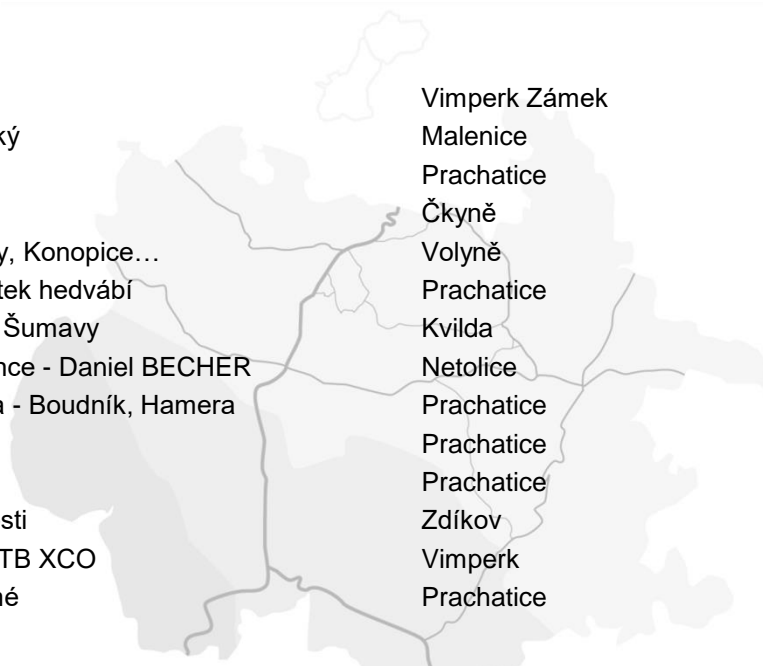 Vimperk Zámek
ký Malenice
Prachatice
Čkyně
y, Konopice… Volyně
tek hedvábí Prachatice
Šumavy Kvilda
nce - Daniel BECHER Netolice
a - Boudník, Hamera Prachatice
Prachatice
Prachatice
sti Zdíkov
TB XCO Vimperk
né Prachatice